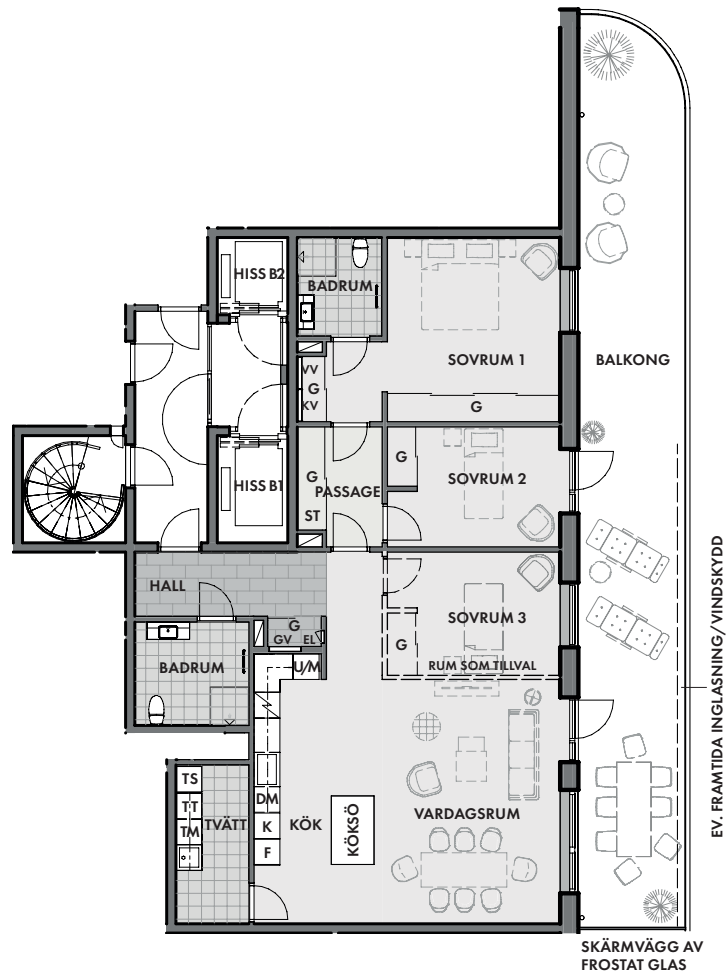 HISS B2
BADRUM
SOVRUM 1
BALKONG
VV
G
KV
G
HISS B1
G
PASSAGE
ST
G
SOVRUM 2
HALL
G
GV EL
SOVRUM 3
G
BADRUM
U/M
RUM SOM TILLVAL
TS
TT
TM
TVÄTT
DM
K
F
KÖK
KÖKSÖ
VARDAGSRUM
EV. FRAMTIDA INGLASNING/VINDSKYDD
SKÄRMVÄGG AV
FROSTAT GLAS